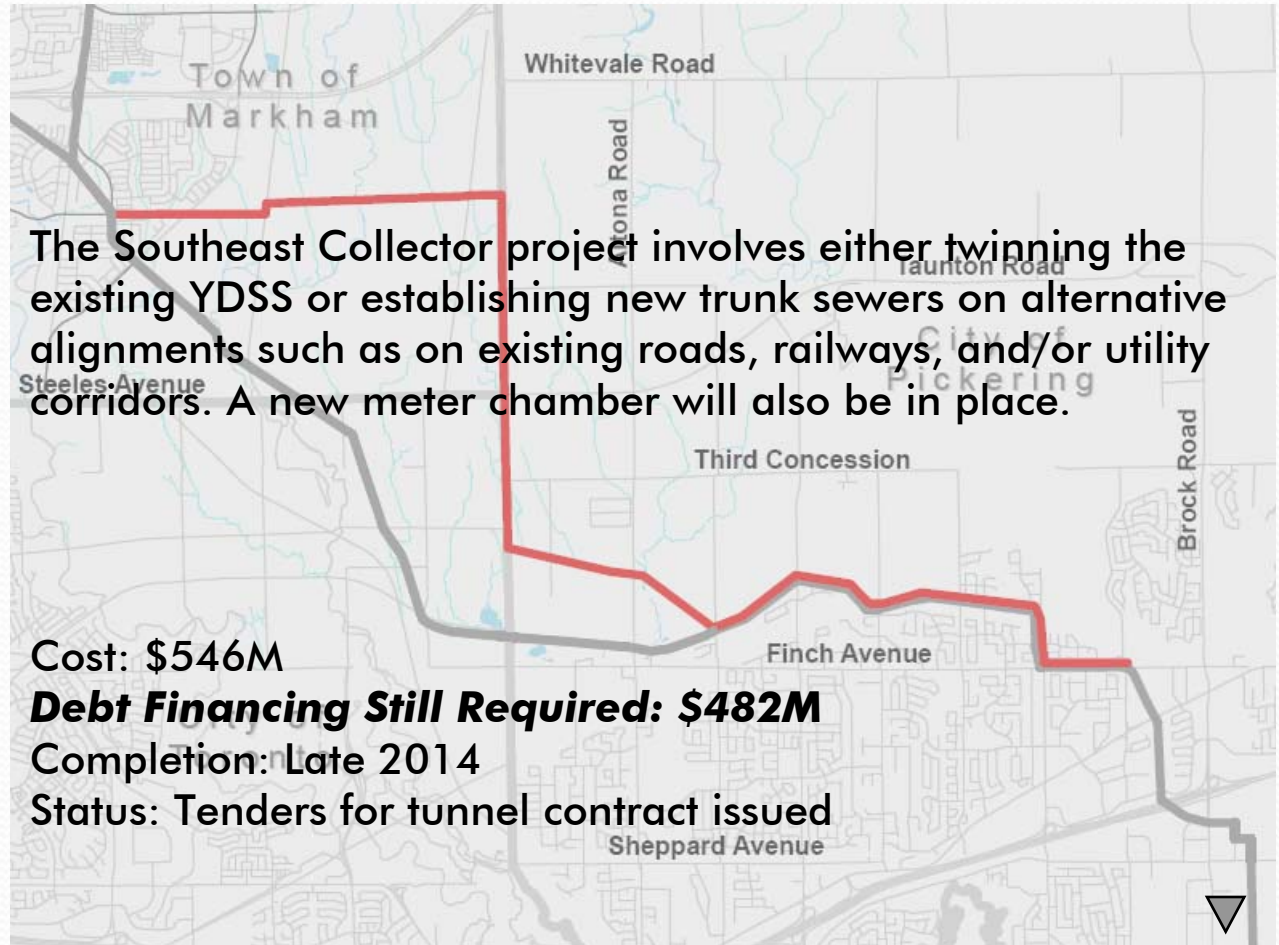 Town of
Markham
Whitevale Road
Altona Road
The Southeast Collector project involves either twinning the
Taunton Road
existing YDSS or establishing new trunk sewers on alternative
City of
alignments such as on existing roads, railways, and/or utility
Pickering
Steeles Avenue
corridors. A new meter chamber will also be in place.
Third Concession
Brock Road
Cost: $546M
Finch Avenue
Debt Financing Still Required: $482M
City of
Toronto
Completion: Late 2014
Status: Tenders for tunnel contract issued
Sheppard Avenue